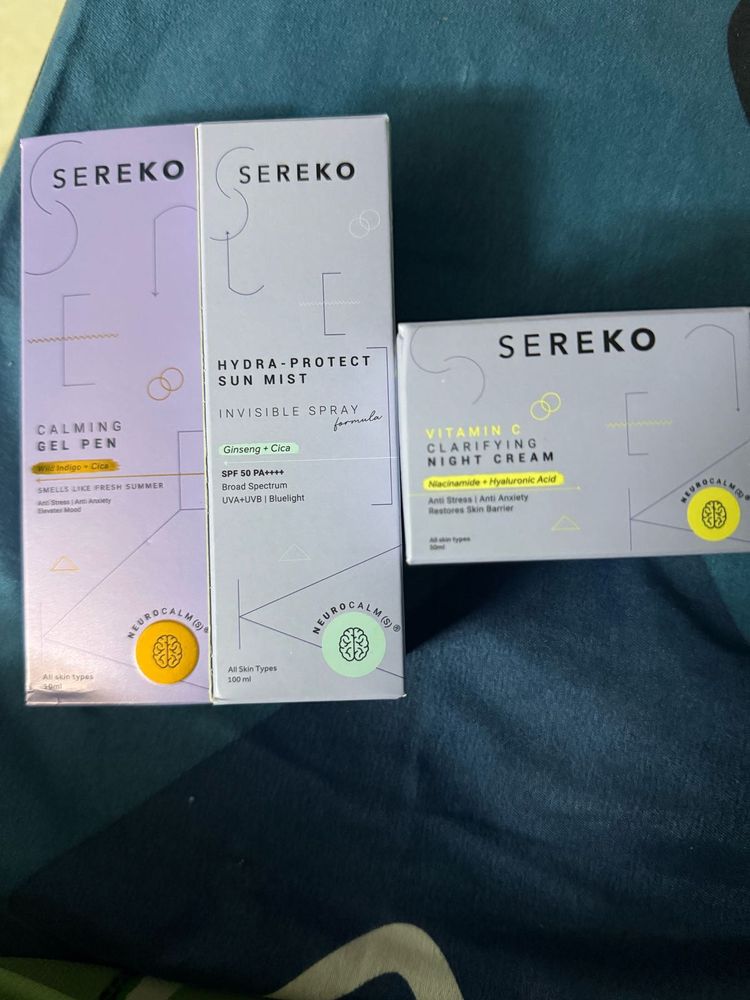 SEREKO
CALMING
GEL PEN
Wild Indigo + Cica
SMELLS LIKE FRESH SUMMER
Anti Stress | Anti Anxiety
Elevates Mood
NEUROCALM(S)®
All skin types
SEREKO
HYDRA-PROTECT
SUN MIST
INVISIBLE SPRAY
formula
Ginseng + Cica
SPF 50 PA++++
Broad Spectrum
UVA+UVB | Bluelight
NEUROCALM(S)®
All Skin Types
100 ml
SEREKO
VITAMIN C
CLARIFYING
NIGHT CREAM
Niacinamide + Hyaluronic Acid
Anti Stress | Anti Anxiety
Restores Skin Barrier
NEUROCALM(S)®
All skin types